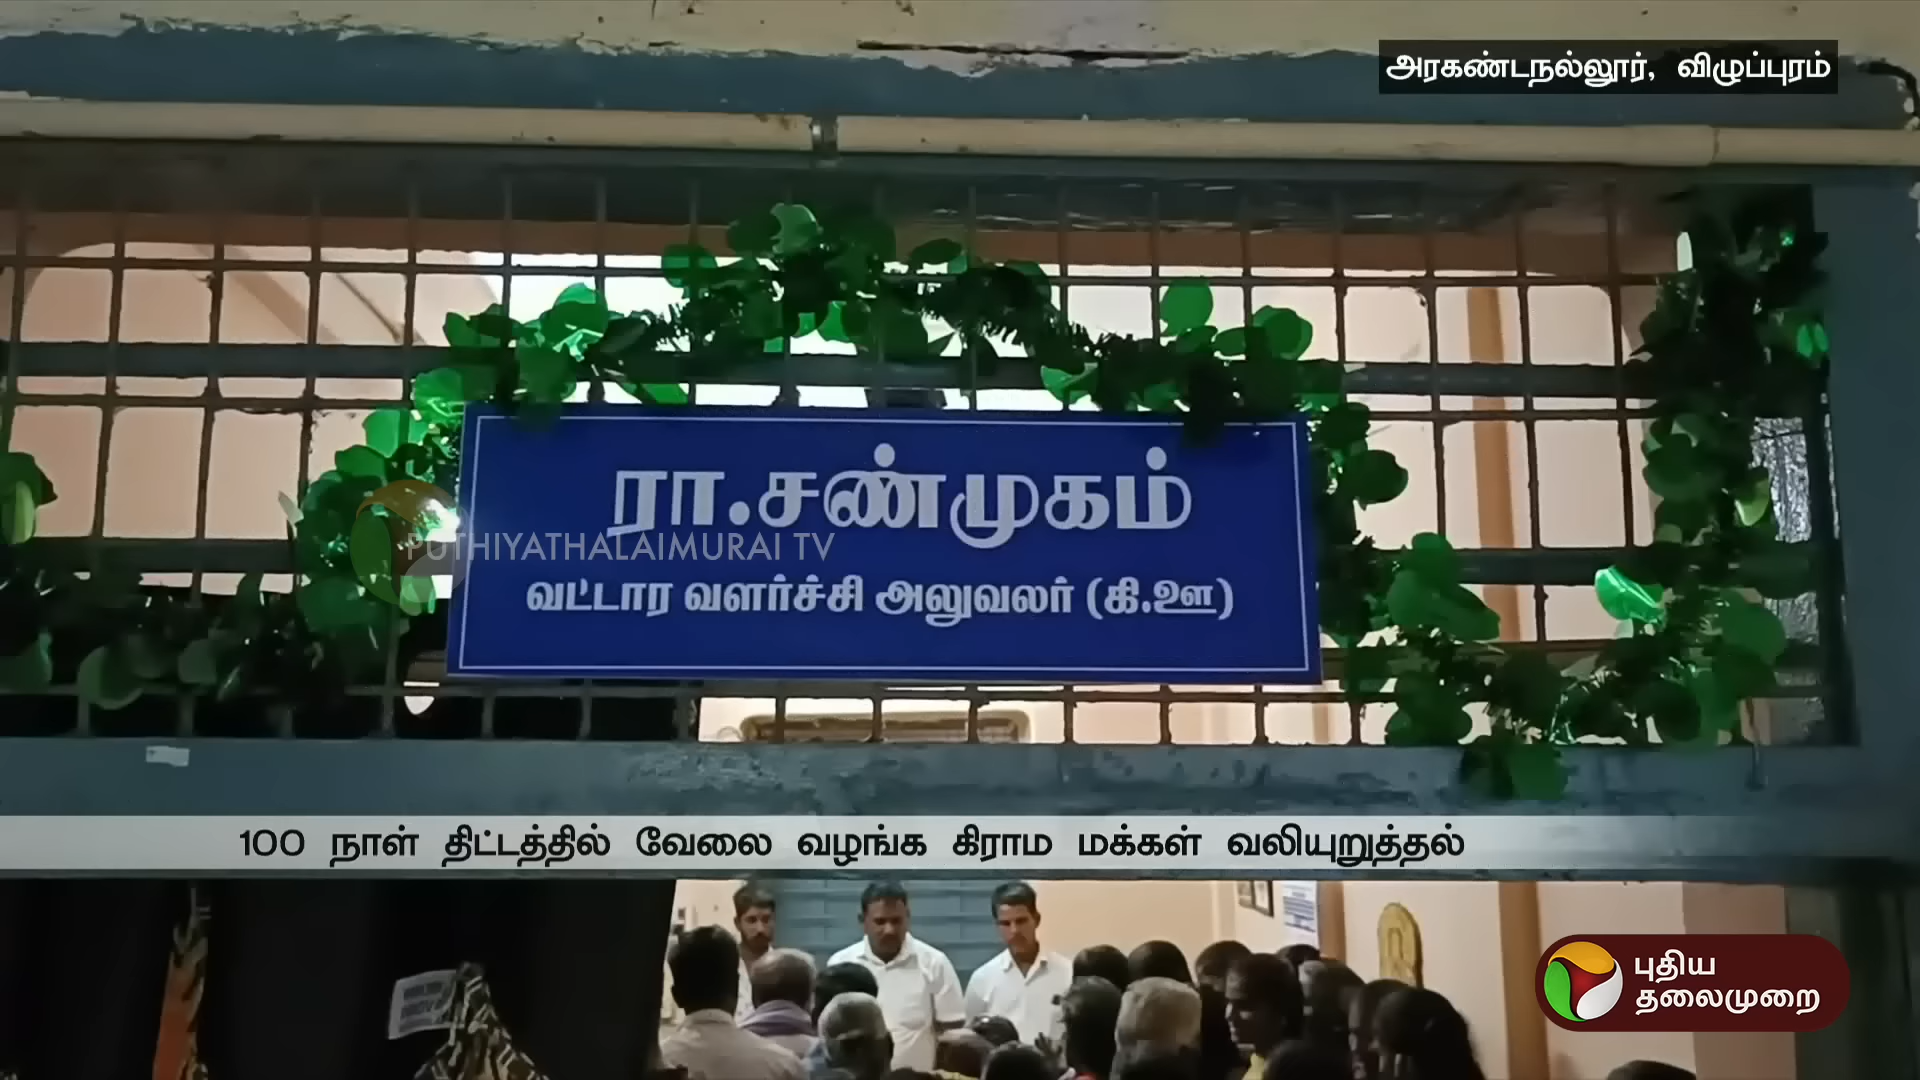 அரகண்டநல்லூர், விழுப்புரம்
ரா.சண்முகம்
PUTHIYATHALAIMURAI TV
வட்டார வளர்ச்சி அலுவலர் (கி.ஊ)
100 நாள் திட்டத்தில் வேலை வழங்க கிராம மக்கள் வலியுறுத்தல்
புதிய
தலைமுறை